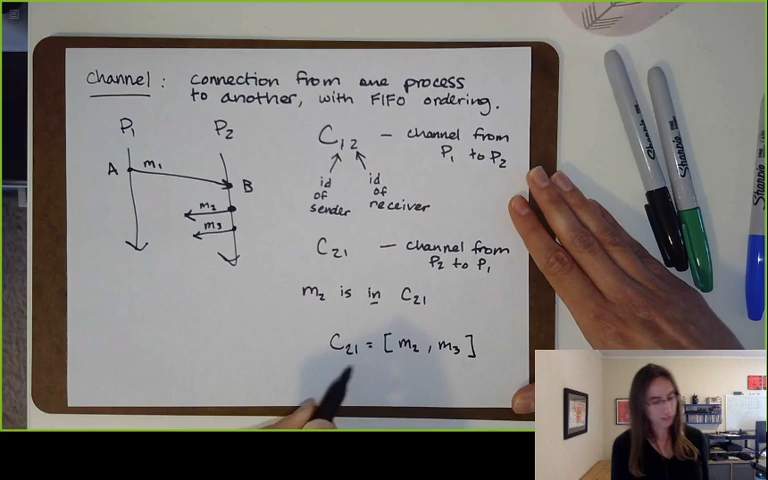 Channel: connection from one process
to another, with FIFO ordering.
P1
P2
A
m1
B
m2
m3
C12 — channel from
P1 to P2
id
of
sender
id
of
receiver
C21 — channel from
P2 to P1
m2 is in C21
C21 = [m2, m3]
Sharpie
Sharpie